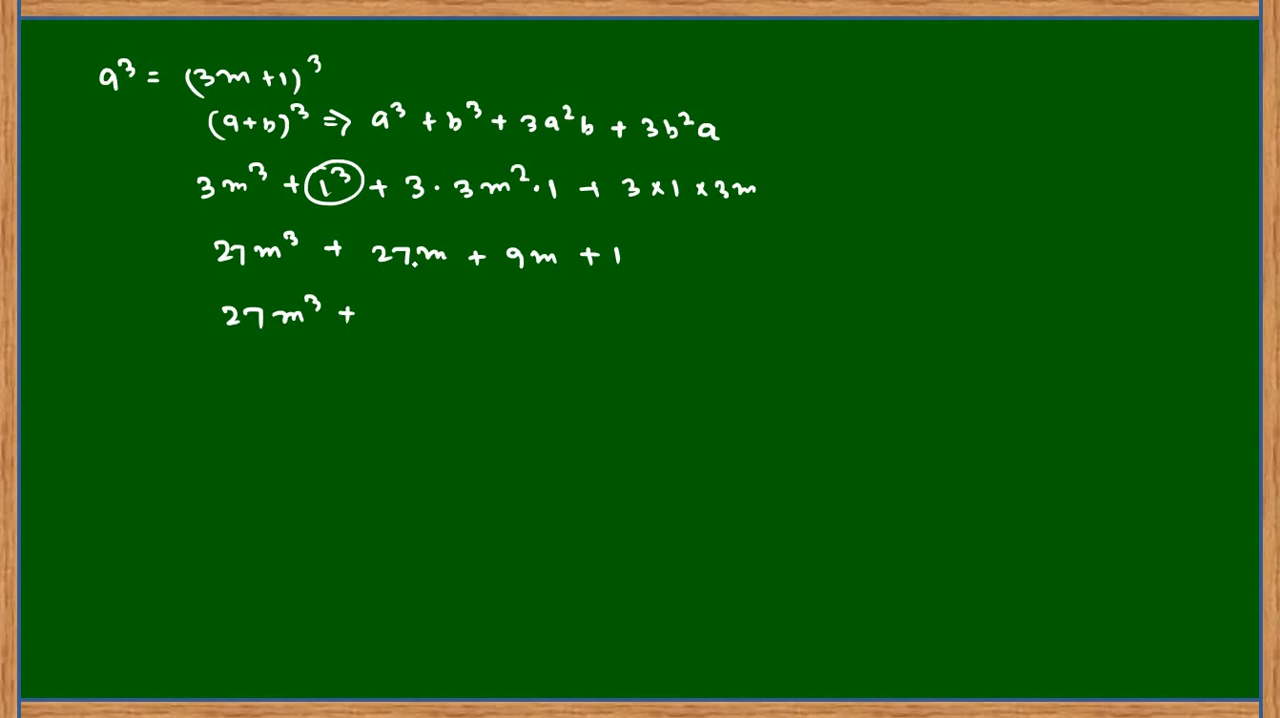 a³ = (3m+1)³
(a+b)³ ⇒ a³ + b³ + 3a²b + 3b²a
3m³ + 1³ + 3 · 3m² · 1 + 3 × 1 × 3m
27m³ + 27.m + 9m + 1
27m³ +